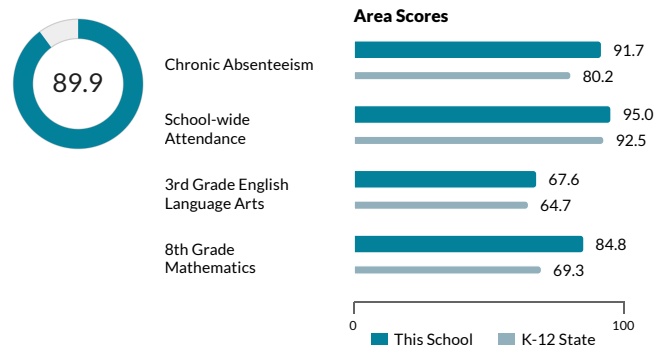 Area Scores
89.9
Chronic Absenteeism
91.7
80.2
School-wide
Attendance
95.0
92.5
3rd Grade English
Language Arts
67.6
64.7
8th Grade
Mathematics
84.8
69.3
0
100
This School
K-12 State